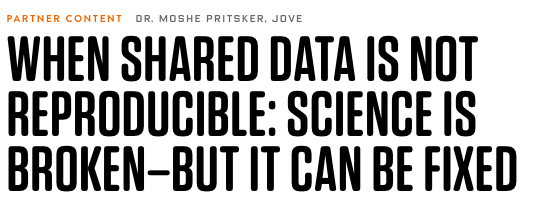 PARTNER CONTENT DR. MOSHE PRITSKER, JOVE
WHEN SHARED DATA IS NOT
REPRODUCIBLE: SCIENCE IS
BROKEN–BUT IT CAN BE FIXED